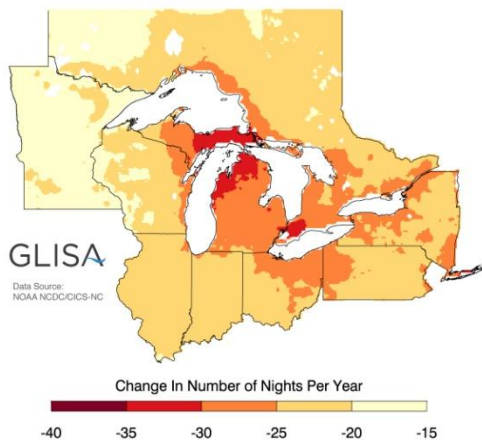 GLISA
Data Source:
NOAA NCDC/CICS-NC
Change In Number of Nights Per Year
-40 -35 -30 -25 -20 -15